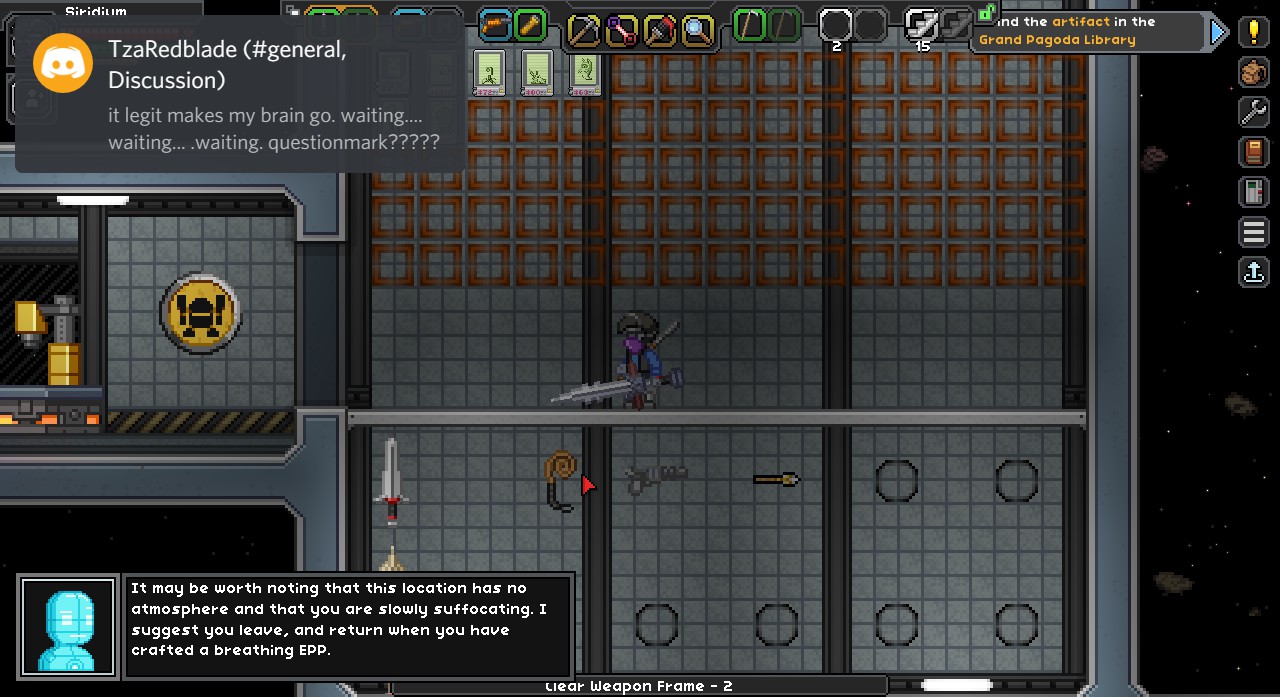 Siridium
TzaRedblade (#general,
Discussion)
it legit makes my brain go. waiting....
waiting... .waiting. questionmark?????
2
15
ind the artifact in the
Grand Pagoda Library
It may be worth noting that this location has no
atmosphere and that you are slowly suffocating. I
suggest you leave, and return when you have
crafted a breathing EPP.
Clear Weapon Frame - 2